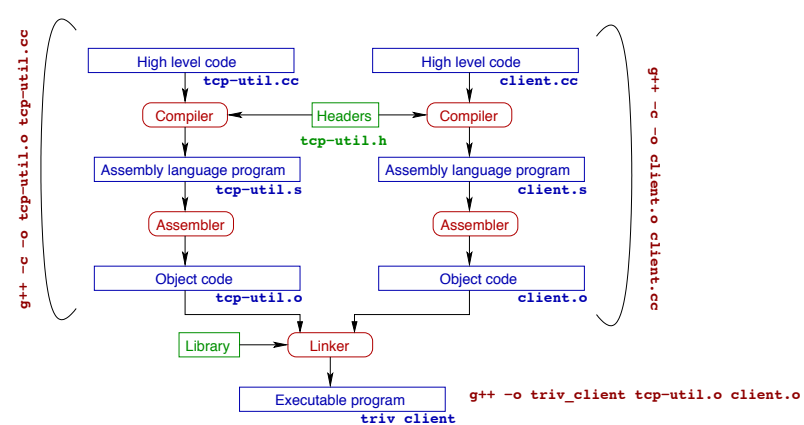 g++ -c -o tcp-util.o tcp-util.cc
High level code
tcp-util.cc
High level code
client.cc
Compiler
Headers
tcp-util.h
Compiler
Assembly language program
tcp-util.s
Assembly language program
client.s
Assembler
Assembler
Object code
tcp-util.o
Object code
client.o
g++ -c -o client.o client.cc
Library
Linker
Executable program
triv_client
g++ -o triv_client tcp-util.o client.o